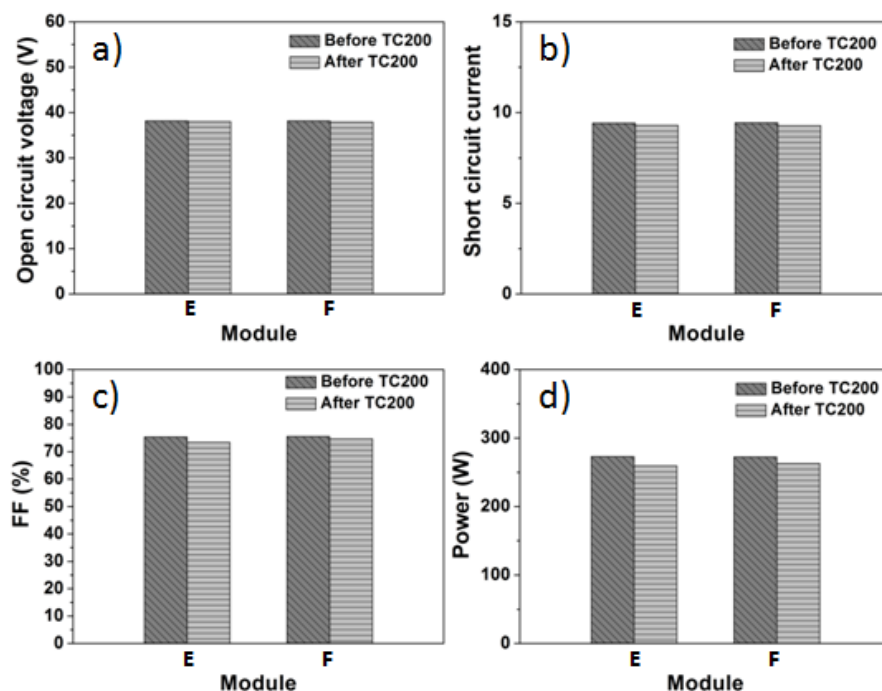 a)
Before TC200
After TC200
60
50
40
30
20
10
0
Open circuit voltage (V)
E F
Module
b)
Before TC200
After TC200
15
10
5
0
Short circuit current
E F
Module
c)
Before TC200
After TC200
100
90
80
70
60
50
40
30
20
10
0
FF (%)
E F
Module
d)
Before TC200
After TC200
400
300
200
100
0
Power (W)
E F
Module